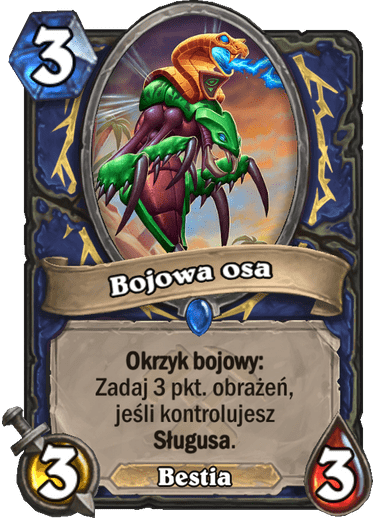 3
Bojowa osa
Okrzyk bojowy:
Zadaj 3 pkt. obrażeń,
jeśli kontrolujesz
Sługusa.
3
Bestia
3